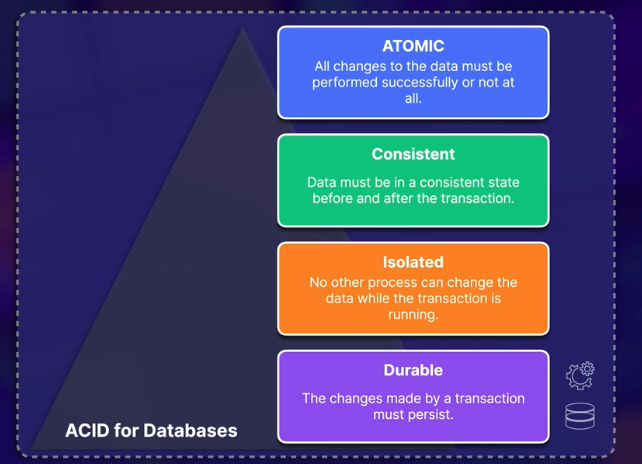 ATOMIC
All changes to the data must be
performed successfully or not at
all.
Consistent
Data must be in a consistent state
before and after the transaction.
Isolated
No other process can change the
data while the transaction is
running.
Durable
The changes made by a transaction
must persist.
ACID for Databases